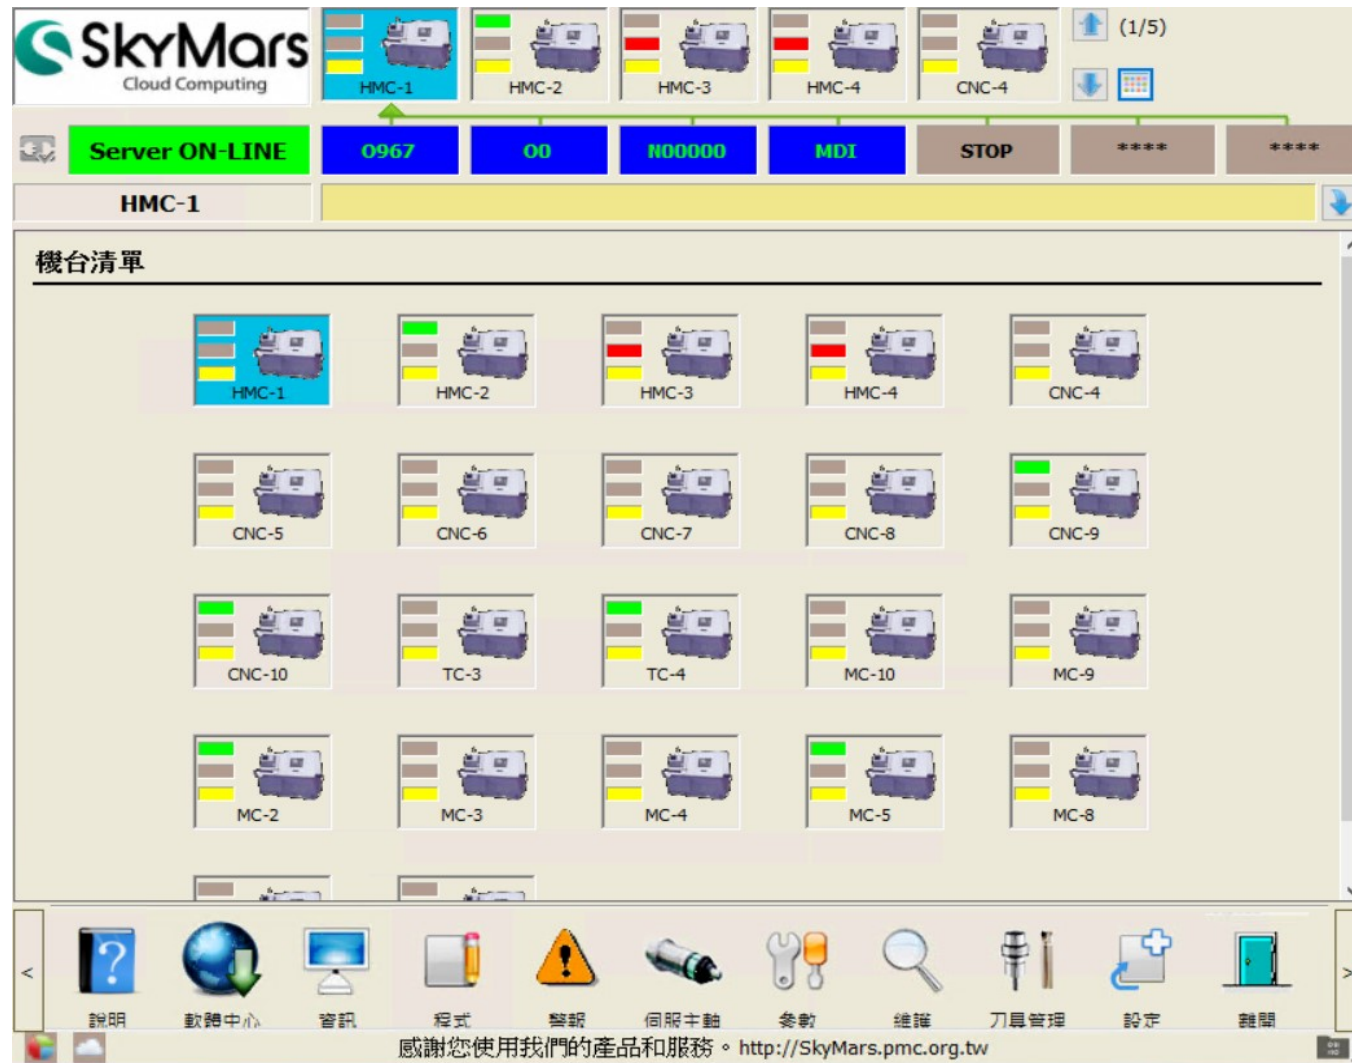 SkyMars
Cloud Computing
HMC-1
HMC-2
HMC-3
HMC-4
CNC-4
(1/5)
Server ON-LINE
O967
O0
N00000
MDI
STOP
****
****
HMC-1
機台清單
HMC-1
HMC-2
HMC-3
HMC-4
CNC-4
CNC-5
CNC-6
CNC-7
CNC-8
CNC-9
CNC-10
TC-3
TC-4
MC-10
MC-9
MC-2
MC-3
MC-4
MC-5
MC-8
<
>
說明
軟體中心
資訊
程式
警報
伺服主軸
參數
維護
刀具管理
設定
離開
感謝您使用我們的產品和服務。http://SkyMars.pmc.org.tw